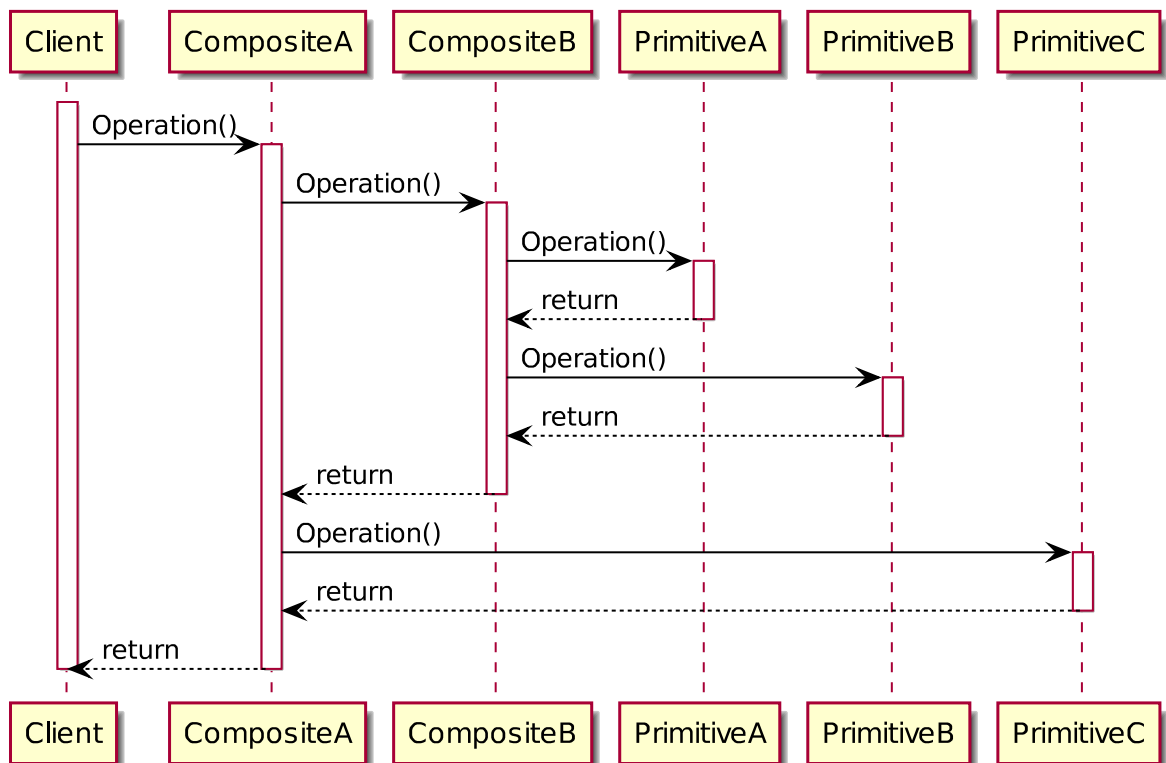 Client CompositeA CompositeB PrimitiveA PrimitiveB PrimitiveC
Operation()
Operation()
Operation()
return
Operation()
return
return
Operation()
return
return
Client CompositeA CompositeB PrimitiveA PrimitiveB PrimitiveC